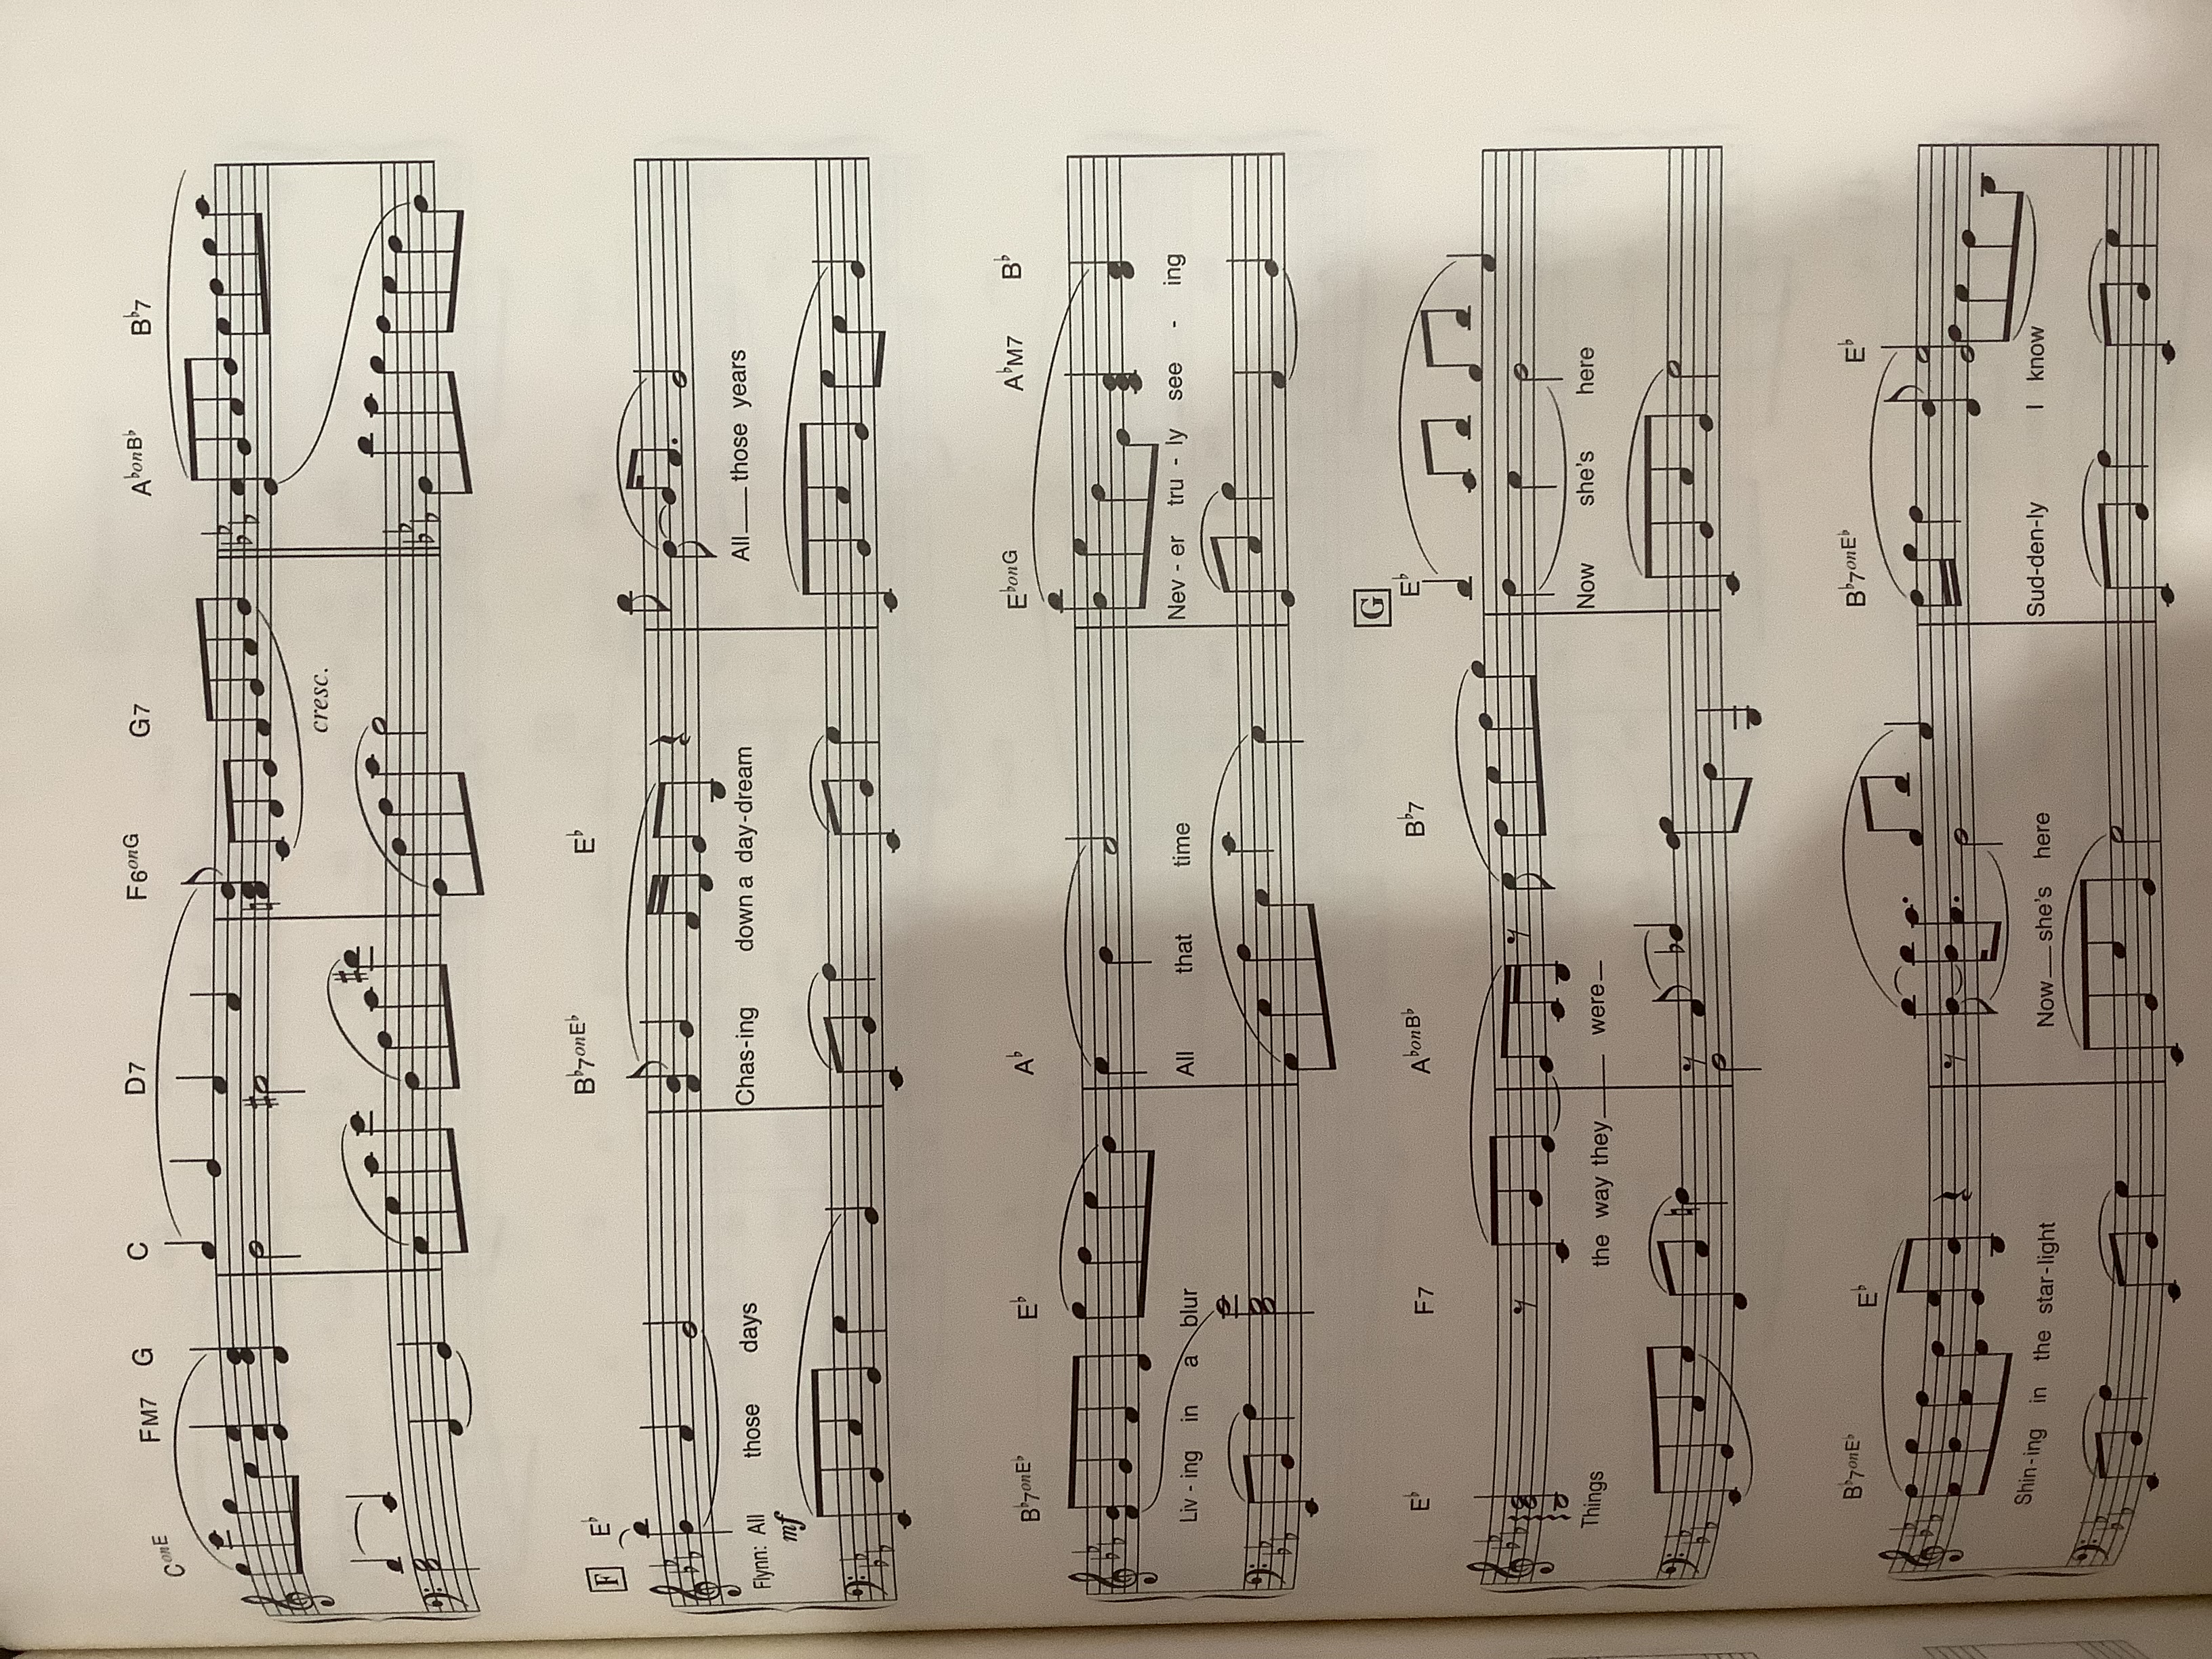 ConE FM7 G C D7 F6onG G7 A♭onB♭ B♭7
cresc.
F E♭ B♭7onE♭ E♭
Flynn: All those days Chas-ing down a day-dream All those years
mf
B♭7onE♭ E♭ A♭ E♭onG A♭M7 B♭
Liv - ing in a blur All that time Nev - er tru - ly see - ing
G
E♭ F7 A♭onB♭ B♭7 E♭
Things the way they were Now she's here
B♭7onE♭ E♭ B♭7onE♭ E♭
Shin-ing in the star-light Now she's here Sud-den-ly I know